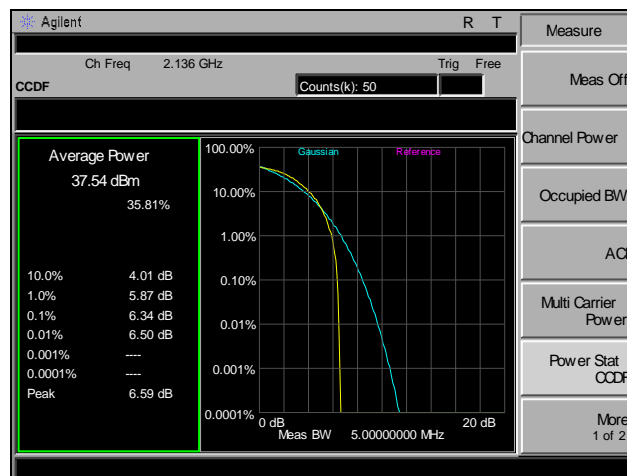 Agilent
R T
Ch Freq 2.136 GHz
Trig Free
CCDF
Counts(k): 50
Average Power
37.54 dBm
35.81%
10.0% 4.01 dB
1.0% 5.87 dB
0.1% 6.34 dB
0.01% 6.50 dB
0.001% ----
0.0001% ----
Peak 6.59 dB
Gaussian
Reference
100.00%
10.00%
1.00%
0.10%
0.01%
0.001%
0.0001%
0 dB
20 dB
Meas BW 5.00000000 MHz
Measure
Meas Off
Channel Power
Occupied BW
AC
Multi Carrier
Power
Power Stat
CCDF
More
1 of 2